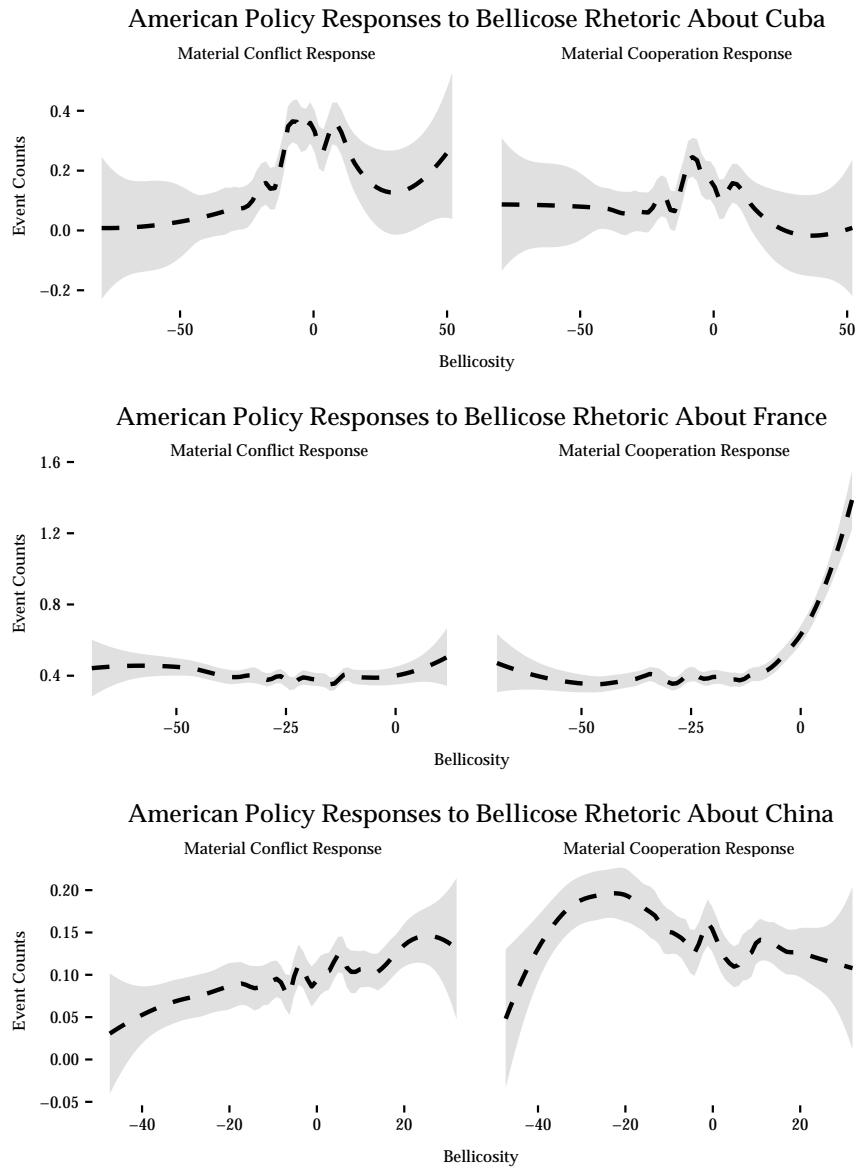 American Policy Responses to Bellicose Rhetoric About Cuba
Material Conflict Response Material Cooperation Response
0.4
0.2
0.0
−0.2
Event Counts
−50 0 50 −50 0 50
Bellicosity
American Policy Responses to Bellicose Rhetoric About France
Material Conflict Response Material Cooperation Response
1.6
1.2
0.8
0.4
Event Counts
−50 −25 0 −50 −25 0
Bellicosity
American Policy Responses to Bellicose Rhetoric About China
Material Conflict Response Material Cooperation Response
0.20
0.15
0.10
0.05
0.00
−0.05
Event Counts
−40 −20 0 20 −40 −20 0 20
Bellicosity